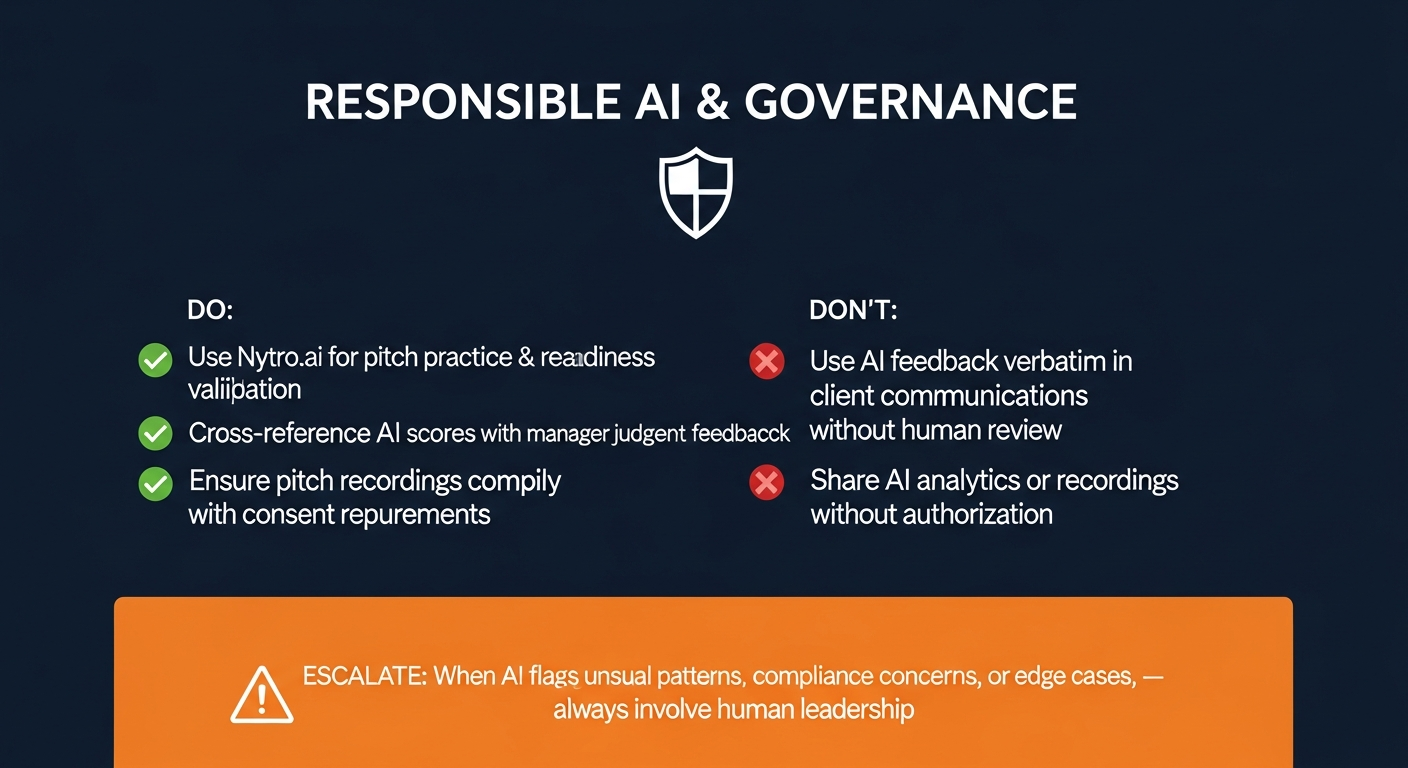 RESPONSIBLE AI & GOVERNANCE
DO:
Use Nytro.ai for pitch practice & reaadiness
valiipation
Cross-reference AI scores with manager judgent feedbacck
Ensure pitch recordings compily
with consent repurements
DON'T:
Use AI feedback verbatim in
client communications
without human review
Share AI analytics or recordings
without authorization
ESCALATE: When AI flags unsual patterns, compliance concerns, or edge cases, —
always involve human leadership